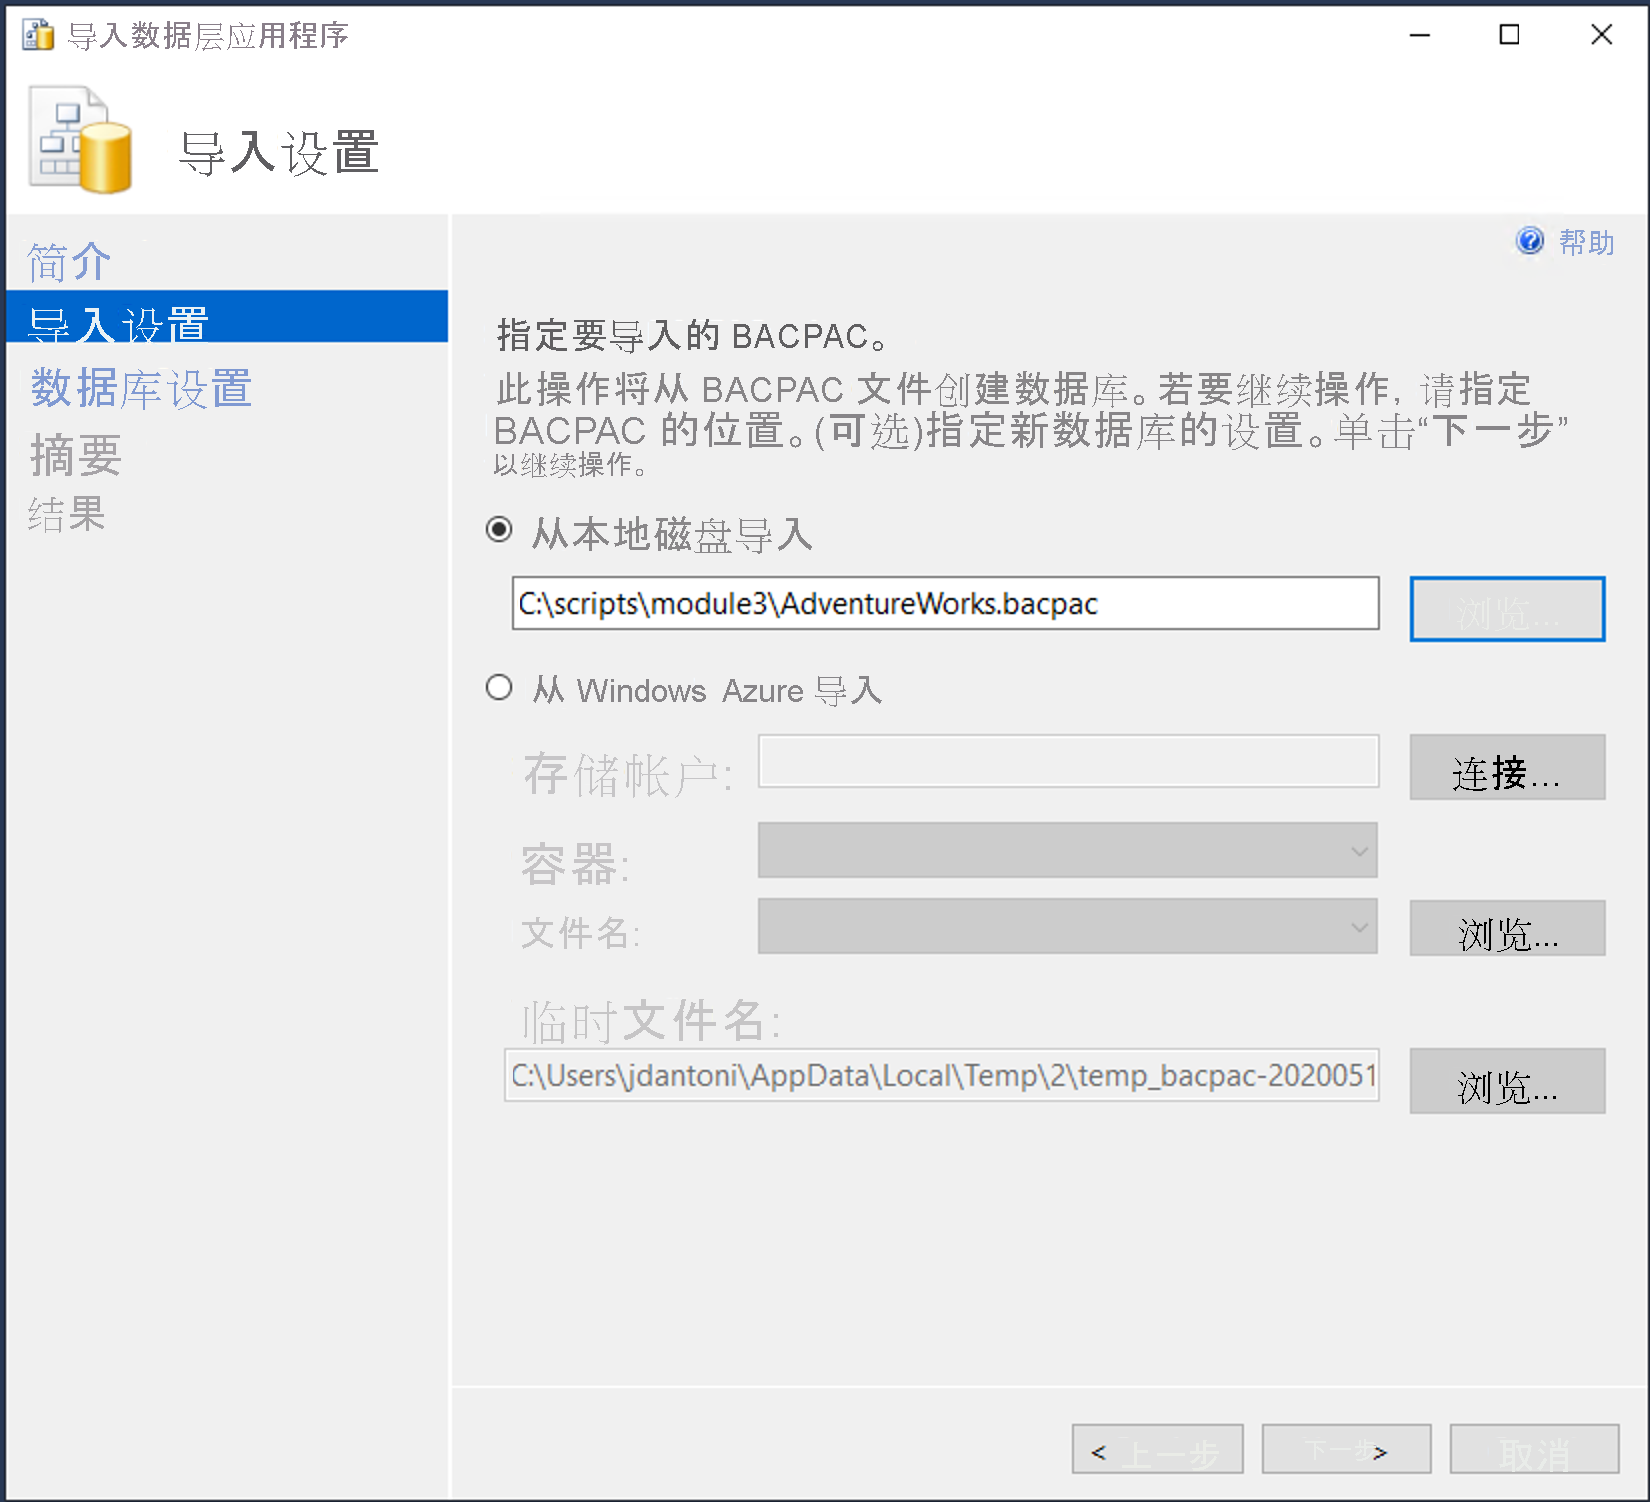 导入数据层应用程序
导入设置
帮助
简介
导入设置
数据库设置
摘要
结果
指定要导入的 BACPAC。
此操作将从 BACPAC 文件创建数据库。若要继续操作, 请指定
BACPAC 的位置。(可选)指定新数据库的设置。单击“下一步”
以继续操作。
从本地磁盘导入
C:\scripts\module3\AdventureWorks.bacpac
浏览...
从 Windows Azure 导入
存储帐户:
连接...
容器:
文件名:
浏览...
临时文件名:
C:\Users\jdantoni\AppData\Local\Temp\2\temp_bacpac-2020051
浏览...
< 上一步
下一步 >
取消